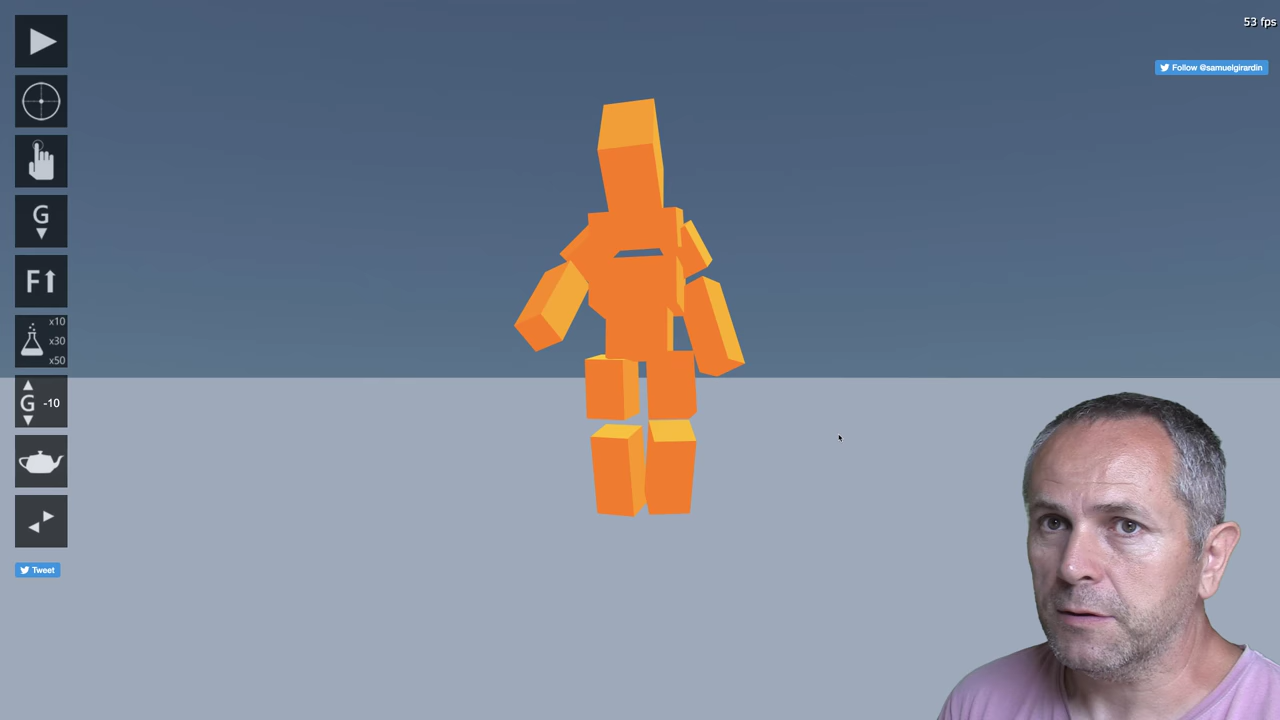 53 fps
Follow @samuelgirardin
G
F
x10
x30
x50
G -10
Tweet